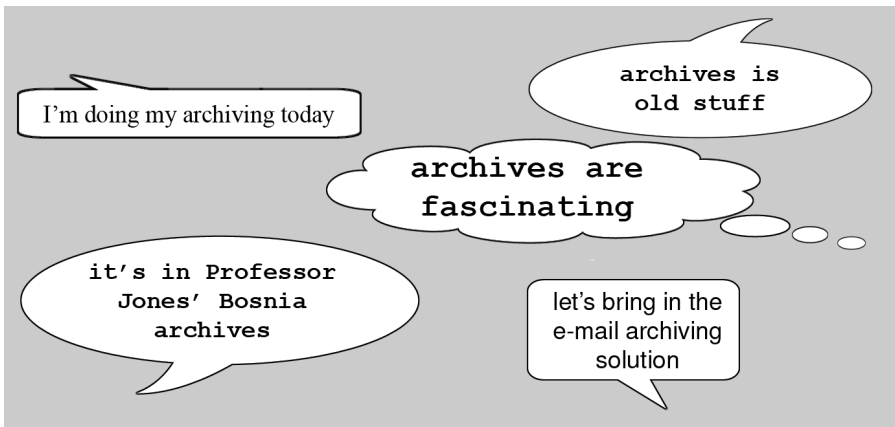 I’m doing my archiving today
archives is
old stuff
archives are
fascinating
it’s in Professor
Jones’ Bosnia
archives
let’s bring in the
e-mail archiving
solution